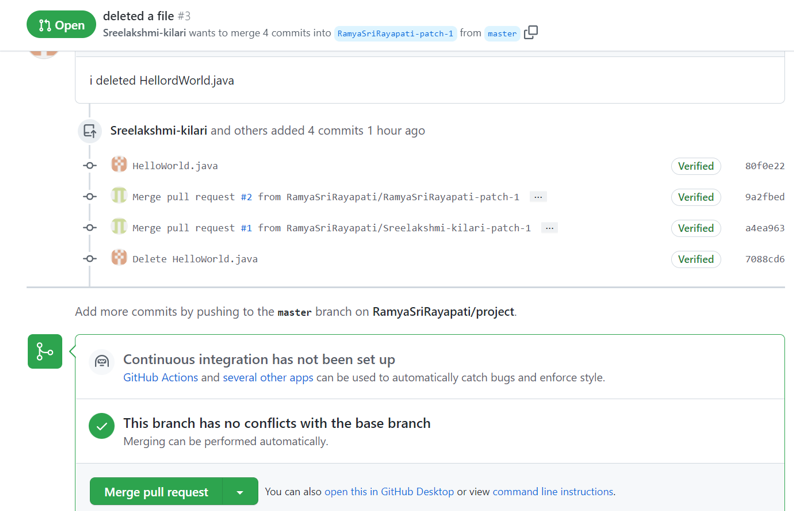 Open
deleted a file #3
Sreelakshmi-kilari wants to merge 4 commits into RamyaSriRayapati-patch-1 from master
i deleted HellordWorld.java
Sreelakshmi-kilari and others added 4 commits 1 hour ago
HelloWorld.java Verified 80f0e22
Merge pull request #2 from RamyaSriRayapati/RamyaSriRayapati-patch-1 ... Verified 9a2fbed
Merge pull request #1 from RamyaSriRayapati/Sreelakshmi-kilari-patch-1 ... Verified a4ea963
Delete HelloWorld.java Verified 7088cd6
Add more commits by pushing to the master branch on RamyaSriRayapati/project.
Continuous integration has not been set up
GitHub Actions and several other apps can be used to automatically catch bugs and enforce style.
This branch has no conflicts with the base branch
Merging can be performed automatically.
Merge pull request You can also open this in GitHub Desktop or view command line instructions.